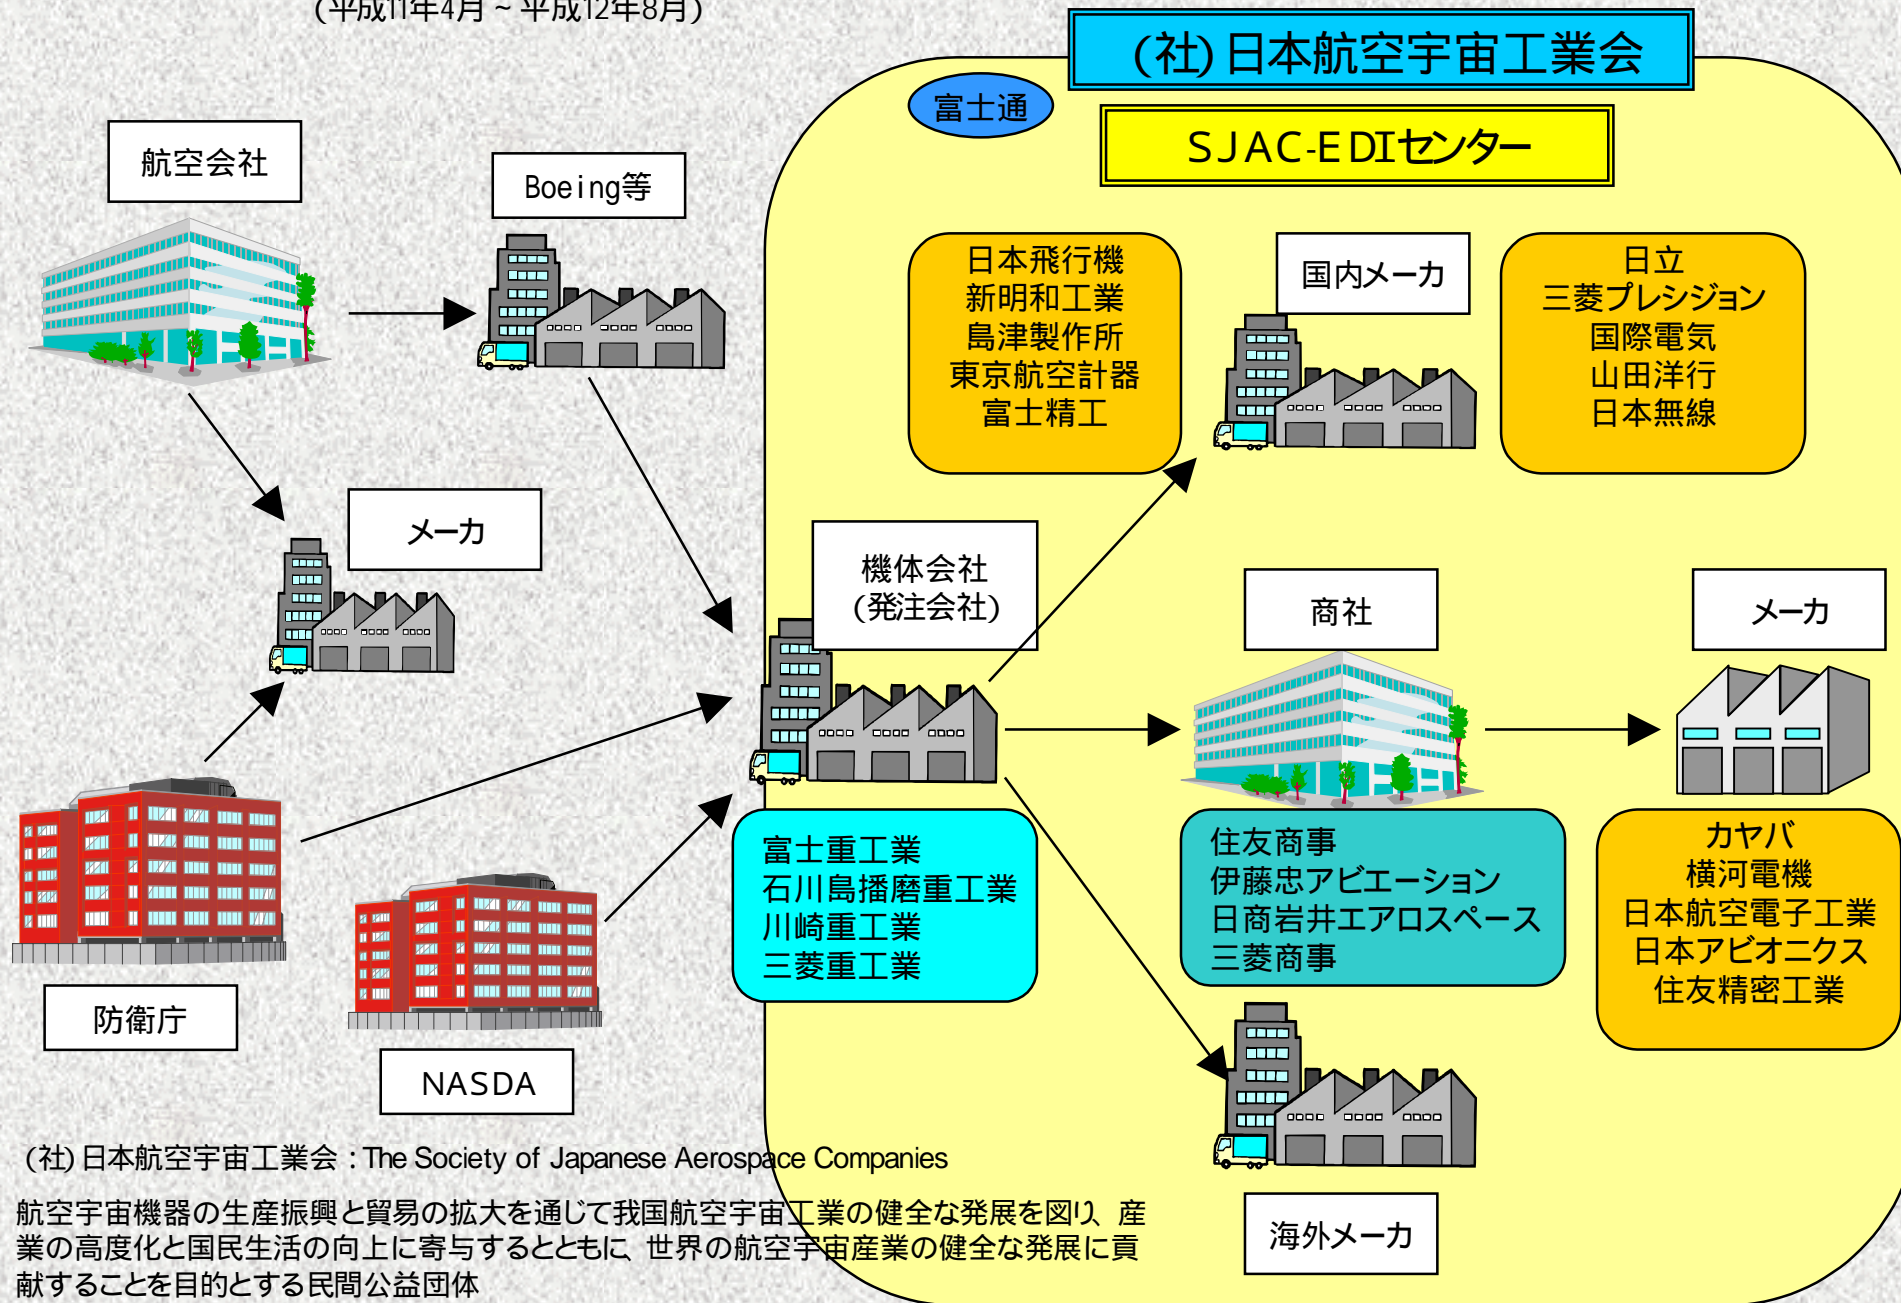 (平成11年4月~平成12年8月)
(社)日本航空宇宙工業会
富士通
SJAC-EDIセンター
航空会社
Boeing等
日本飛行機
新明和工業
島津製作所
東京航空計器
富士精工
国内メーカ
日立
三菱プレシジョン
国際電気
山田洋行
日本無線
メーカ
機体会社
(発注会社)
商社
メーカ
富士重工業
石川島播磨重工業
川崎重工業
三菱重工業
住友商事
伊藤忠アビエーション
日商岩井エアロスペース
三菱商事
カヤバ
横河電機
日本航空電子工業
日本アビオニクス
住友精密工業
防衛庁
NASDA
海外メーカ
(社)日本航空宇宙工業会:The Society of Japanese Aerospace Companies
航空宇宙機器の生産振興と貿易の拡大を通じて我国航空宇宙工業の健全な発展を図り、産
業の高度化と国民生活の向上に寄与するとともに、世界の航空宇宙産業の健全な発展に貢
献することを目的とする民間公益団体